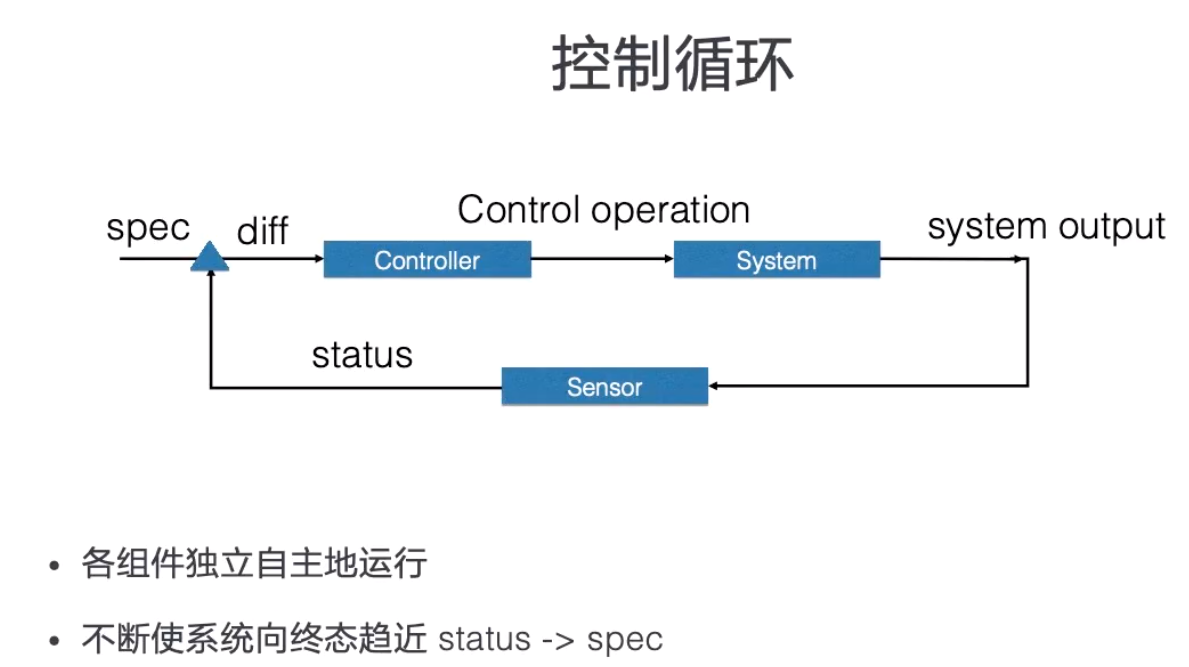 控制循环
Control operation
spec
diff
system output
Controller
System
status
Sensor
• 各组件独立自主地运行
• 不断使系统向终态趋近 status -> spec